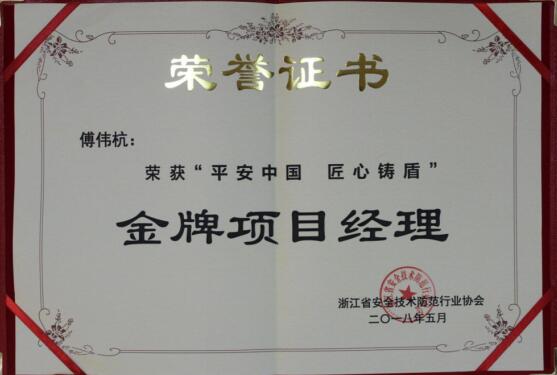 荣誉证书
傅伟杭：
荣获“平安中国 匠心铸盾”
金牌项目经理
浙江省安全技术防范行业协会
二〇一八年五月